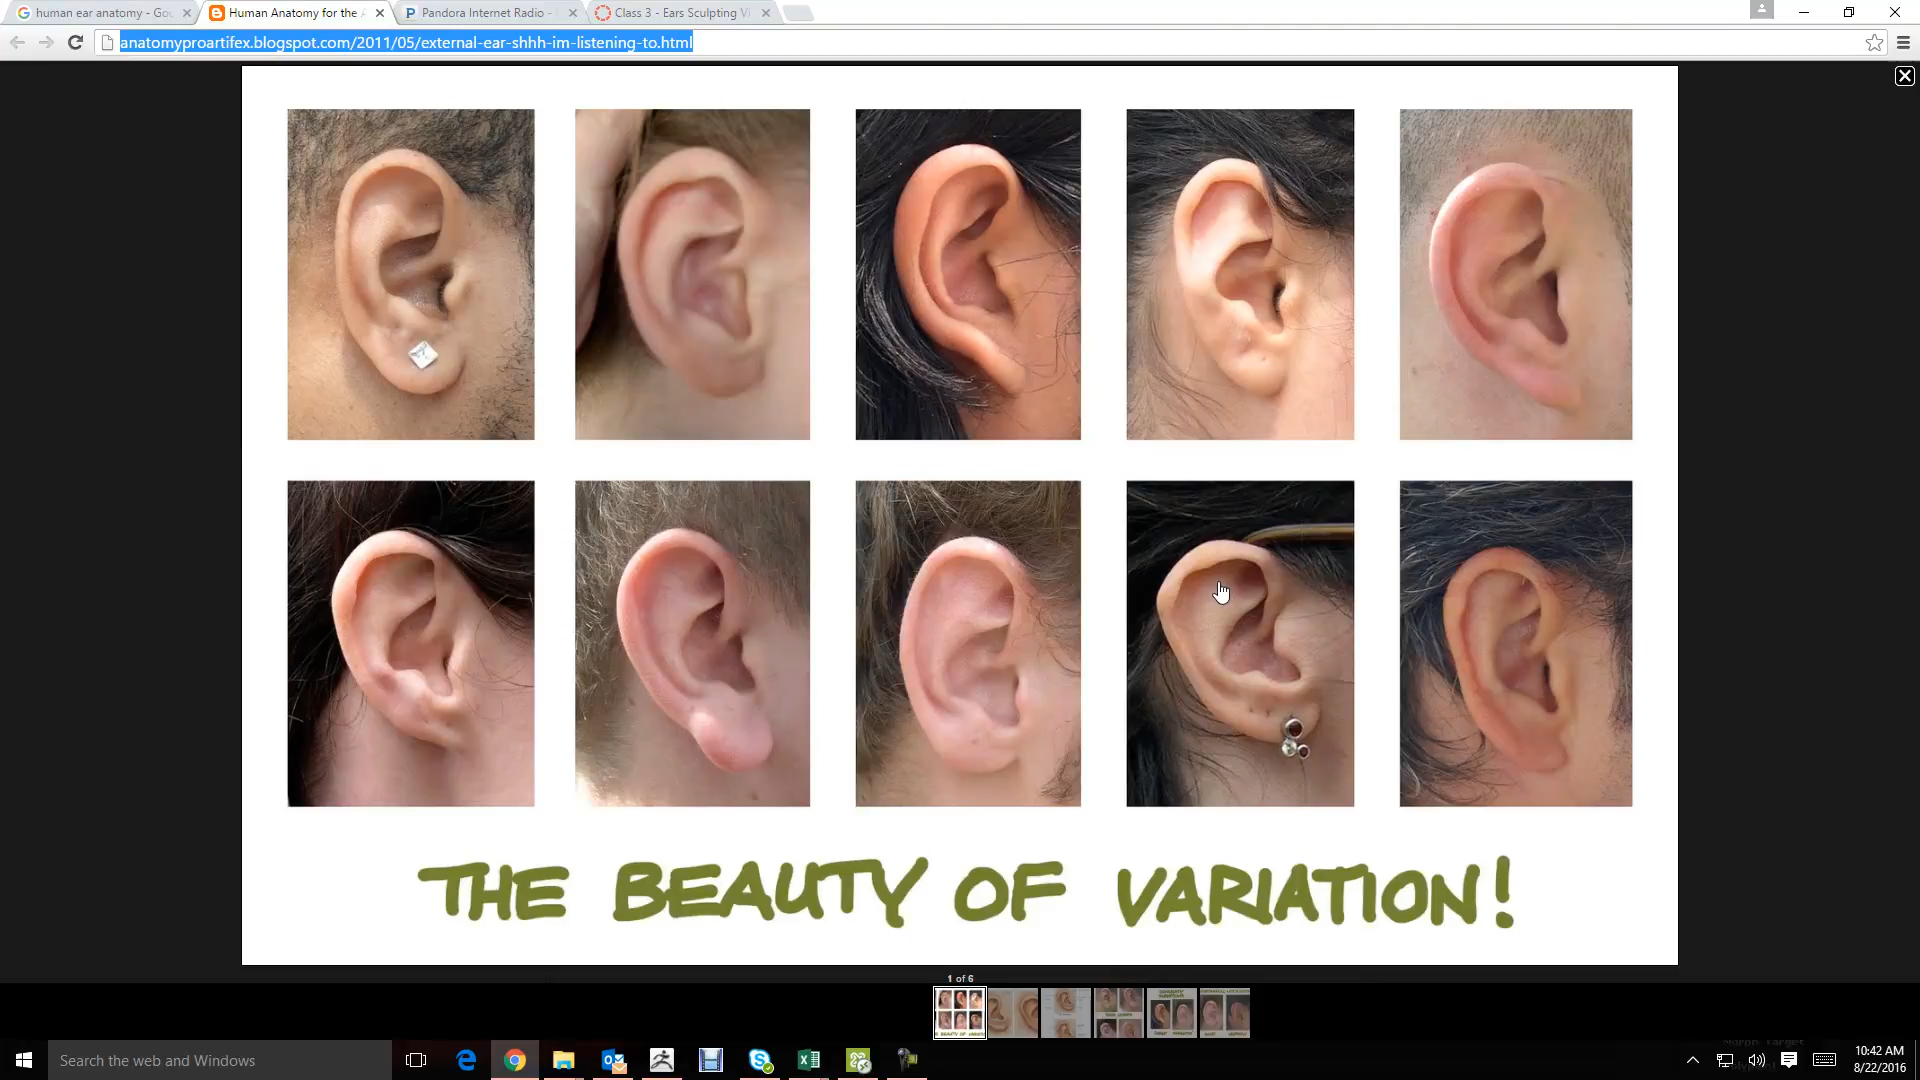 human ear anatomy - Goo
Human Anatomy for the A
Pandora Internet Radio -
Class 3 - Ears Sculpting Vi
anatomyproartifex.blogspot.com/2011/05/external-ear-shhh-im-listening-to.html
THE BEAUTY OF VARIATION!
1 of 6
Search the web and Windows
10:42 AM
8/22/2016